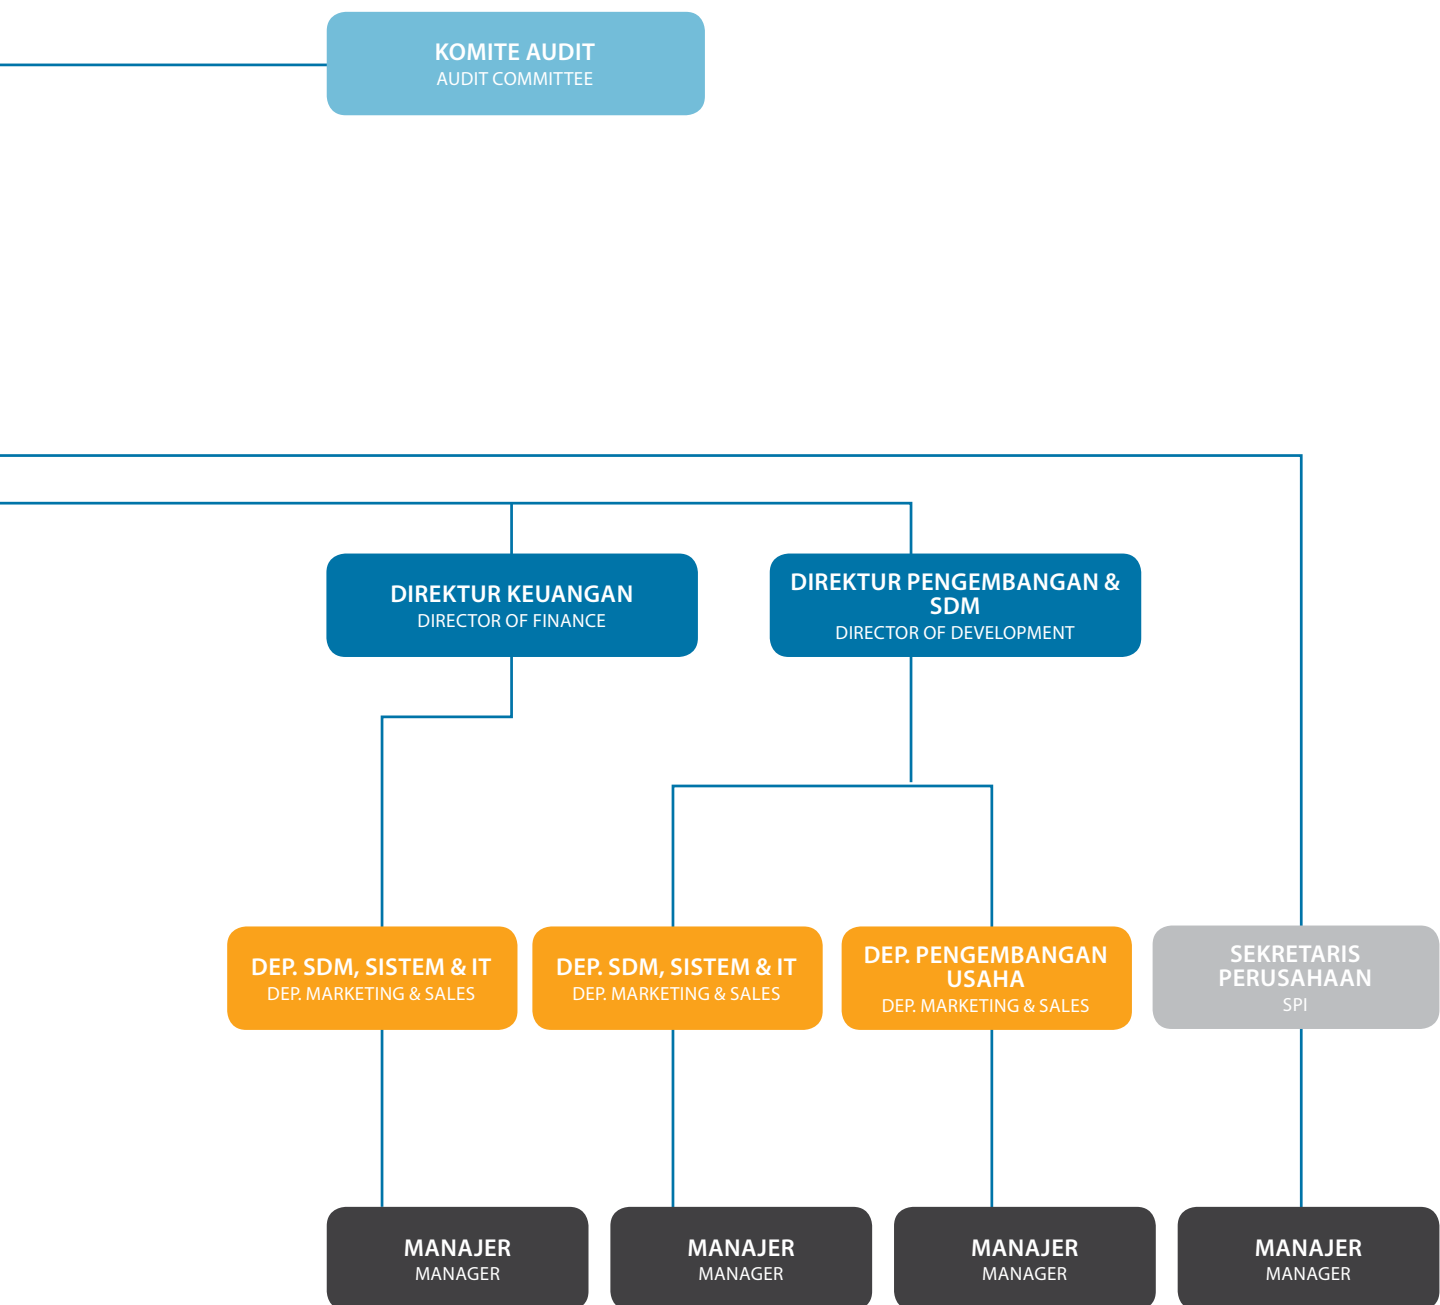 KOMITE AUDIT
AUDIT COMMITTEE
DIREKTUR KEUANGAN
DIRECTOR OF FINANCE
DIREKTUR PENGEMBANGAN &
SDM
DIRECTOR OF DEVELOPMENT
DEP. SDM, SISTEM & IT
DEP. MARKETING & SALES
DEP. SDM, SISTEM & IT
DEP. MARKETING & SALES
DEP. PENGEMBANGAN
USAHA
DEP. MARKETING & SALES
SEKRETARIS
PERUSAHAAN
SPI
MANAJER
MANAGER
MANAJER
MANAGER
MANAJER
MANAGER
MANAJER
MANAGER